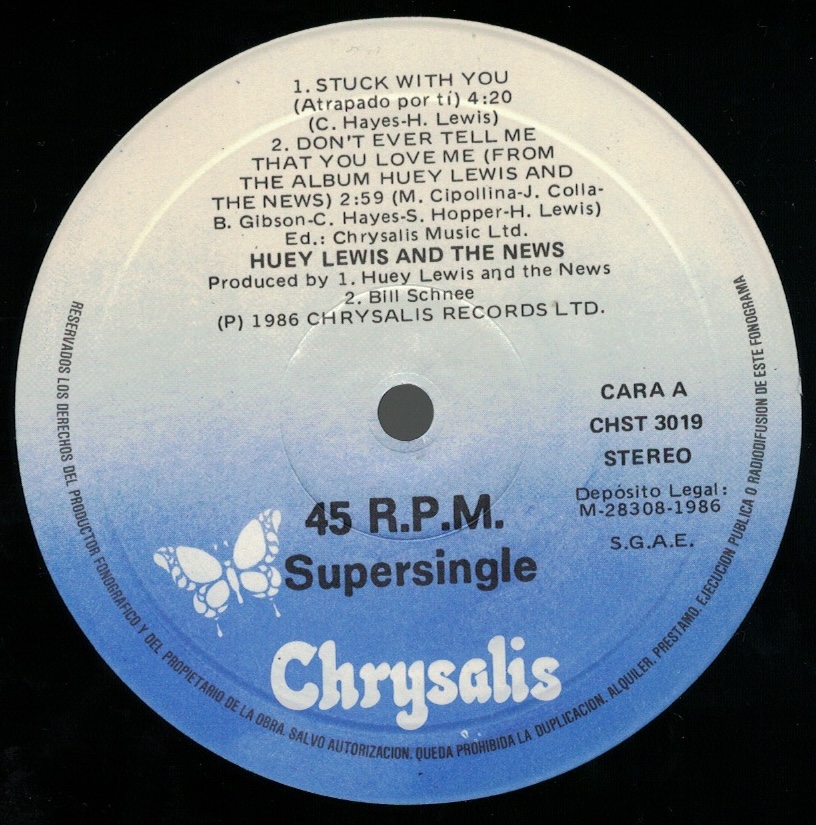 1. STUCK WITH YOU
(Atrapado por tí) 4:20
(C. Hayes-H. Lewis)
2. DON'T EVER TELL ME
THAT YOU LOVE ME (FROM
THE ALBUM HUEY LEWIS AND
THE NEWS) 2:59 (M. Cipollina-J. Colla-
B. Gibson-C. Hayes-S. Hopper-H. Lewis)
Ed.: Chrysalis Music Ltd.
HUEY LEWIS AND THE NEWS
Produced by 1. Huey Lewis and the News
2. Bill Schnee
(P) 1986 CHRYSALIS RECORDS LTD.
CARA A
CHST 3019
STEREO
Depósito Legal:
M-28308-1986
S.G.A.E.
45 R.P.M.
Supersingle
Chrysalis
RESERVADOS LOS DERECHOS DEL PRODUCTOR FONOGRAFICO Y DEL PROPIETARIO DE LA OBRA. SALVO AUTORIZACION. QUEDA PROHIBIDA LA DUPLICACION. ALQUILER. PRESTAMO. EJECUCION PUBLICA O RADIODIFUSION DE ESTE FONOGRAMA